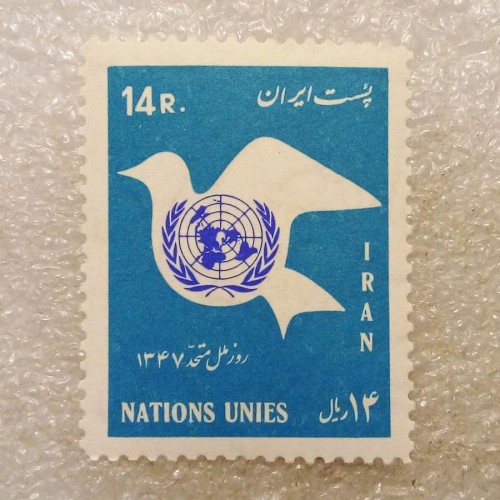 14R.
پست ایران
IRAN
روز ملل متحد ۱۳۴۷
NATIONS UNIES
۱۴ ریال